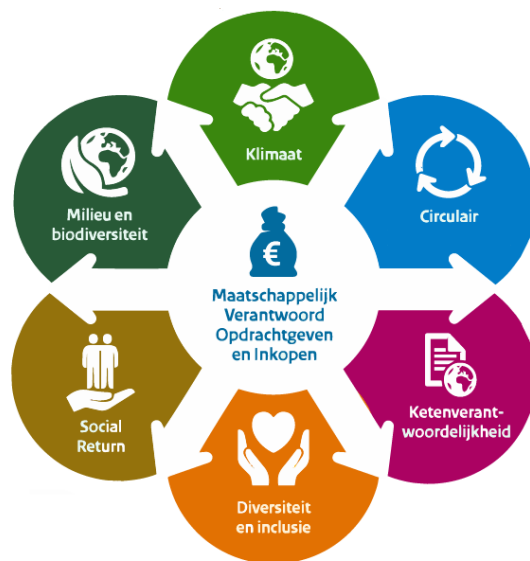 Klimaat
Circulair
Ketenverant-
woordelijkheid
Diversiteit
en inclusie
Social
Return
Milieu en
biodiversiteit
€
Maatschappelijk
Verantwoord
Opdrachtgeven
en Inkopen